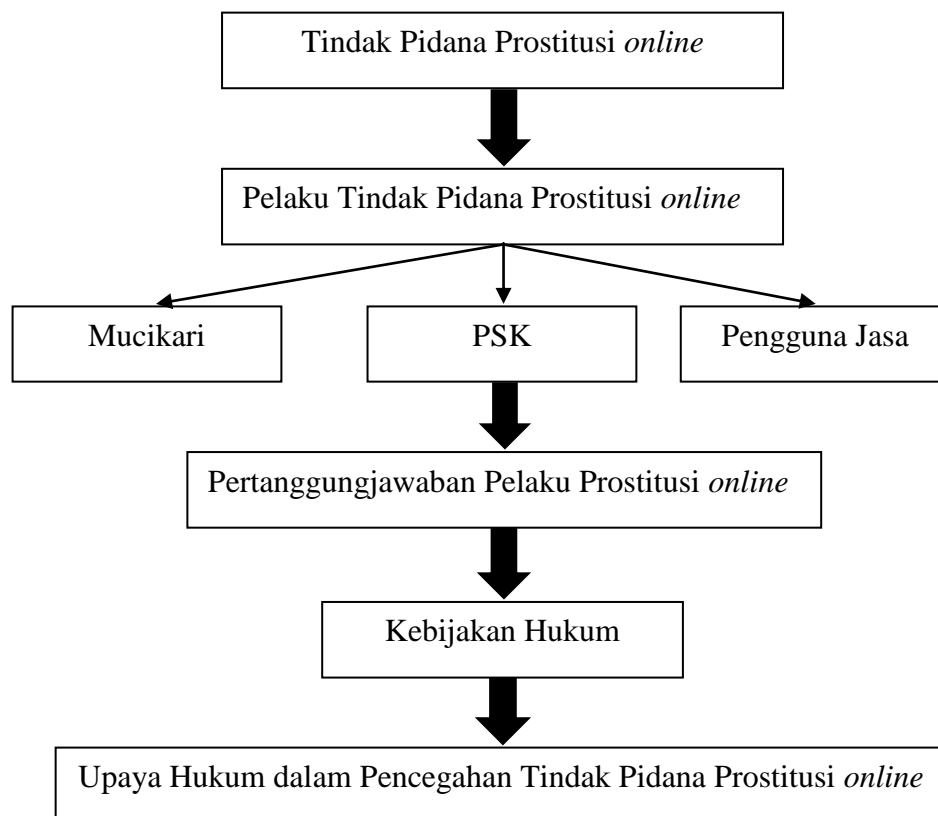 Tindak Pidana Prostitusi online
Pelaku Tindak Pidana Prostitusi online
Mucikari
PSK
Pengguna Jasa
Pertanggungjawaban Pelaku Prostitusi online
Kebijakan Hukum
Upaya Hukum dalam Pencegahan Tindak Pidana Prostitusi online